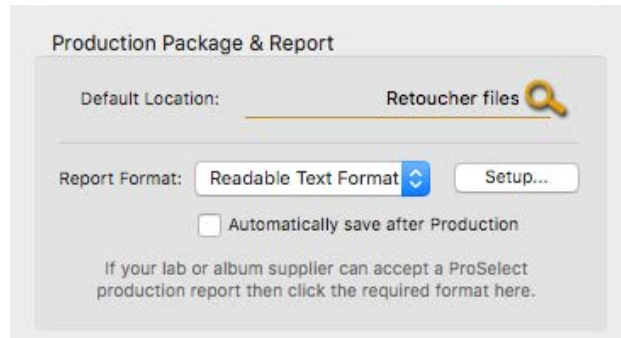 Production Package & Report
Default Location: Retoucher files
Report Format: Readable Text Format Setup...
Automatically save after Production
If your lab or album supplier can accept a ProSelect
production report then click the required format here.